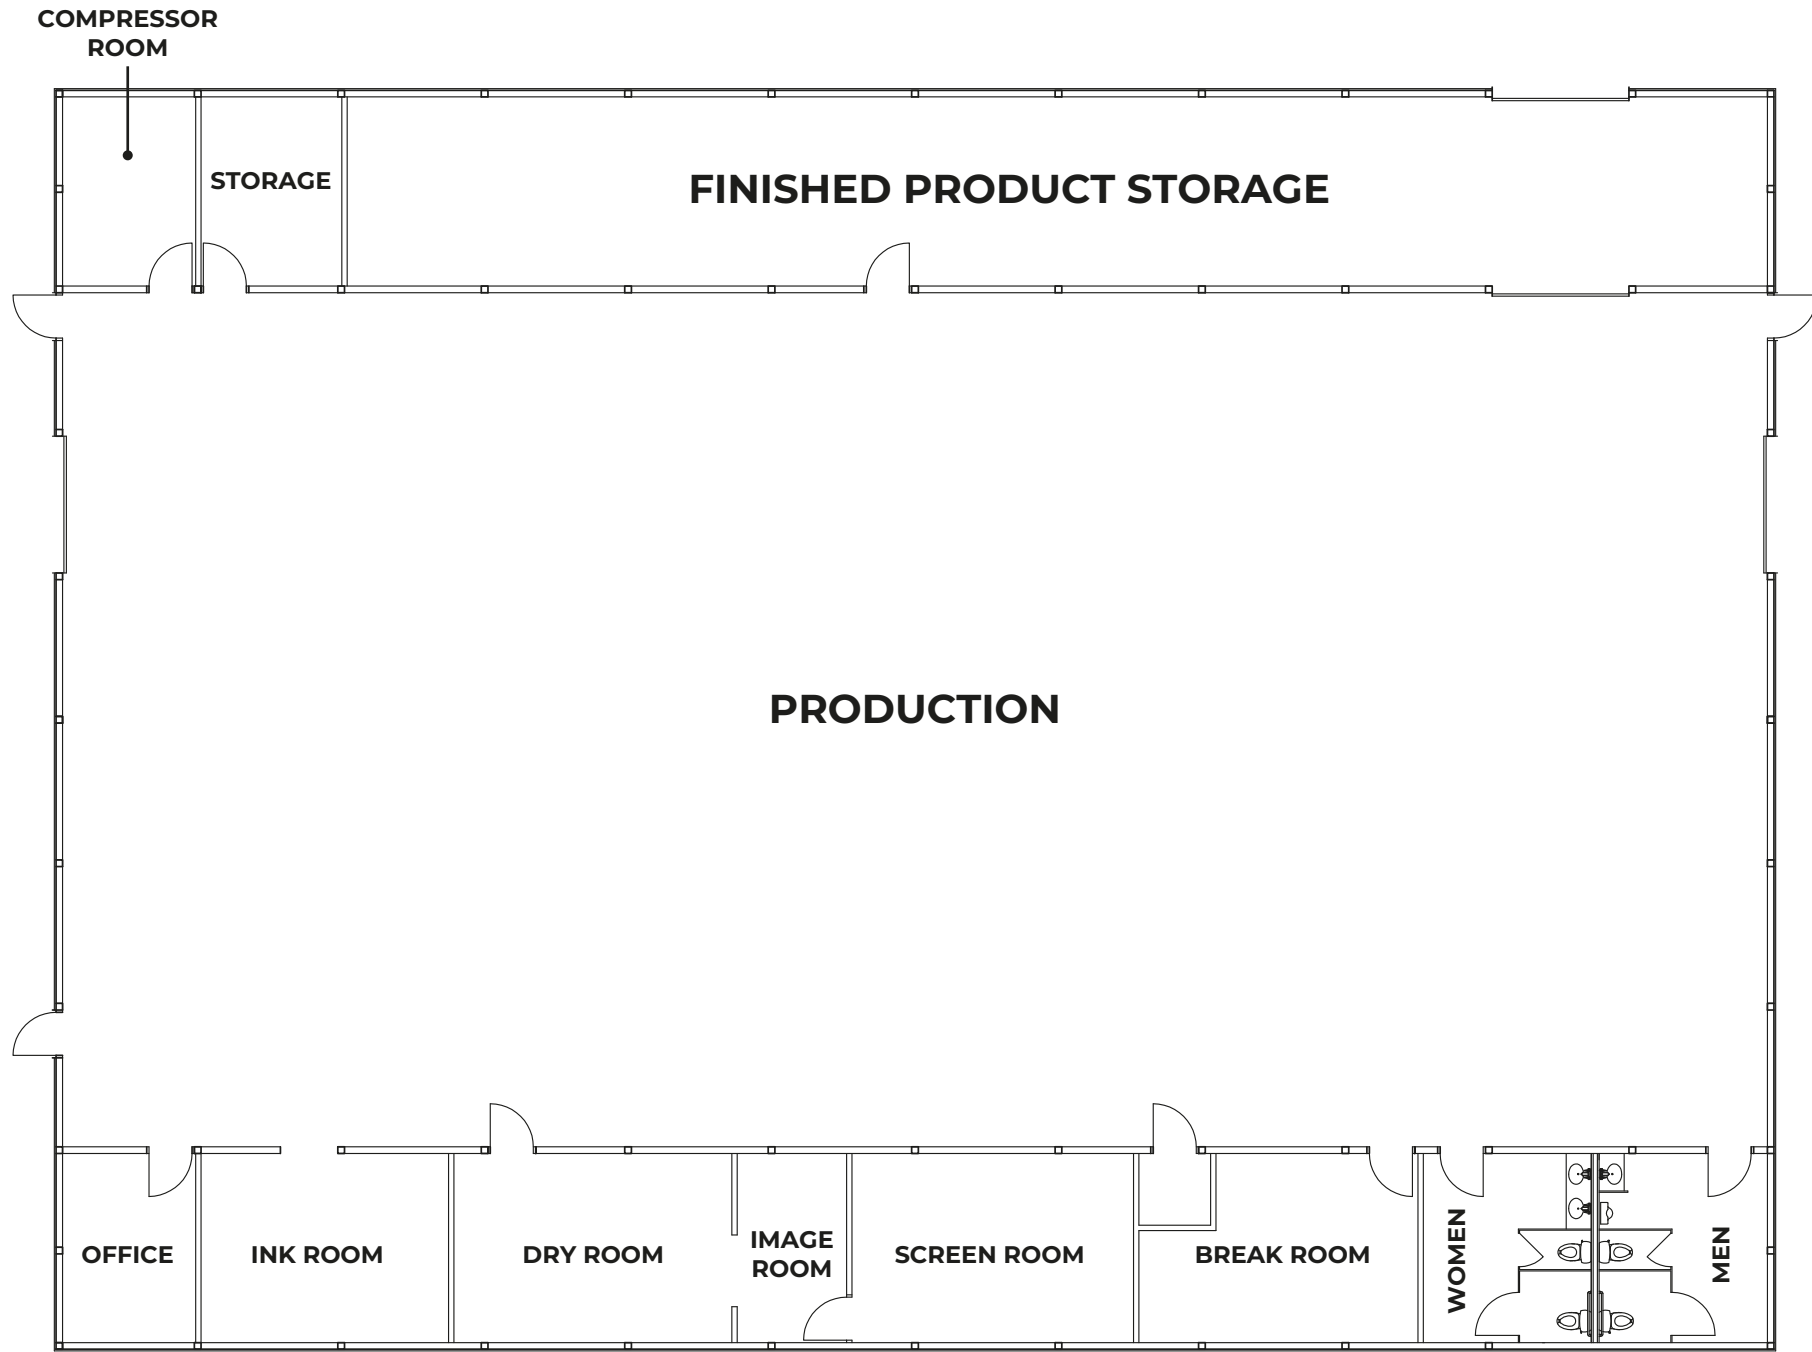 COMPRESSOR
ROOM
STORAGE
FINISHED PRODUCT STORAGE
PRODUCTION
OFFICE
INK ROOM
DRY ROOM
IMAGE
ROOM
SCREEN ROOM
BREAK ROOM
WOMEN
MEN